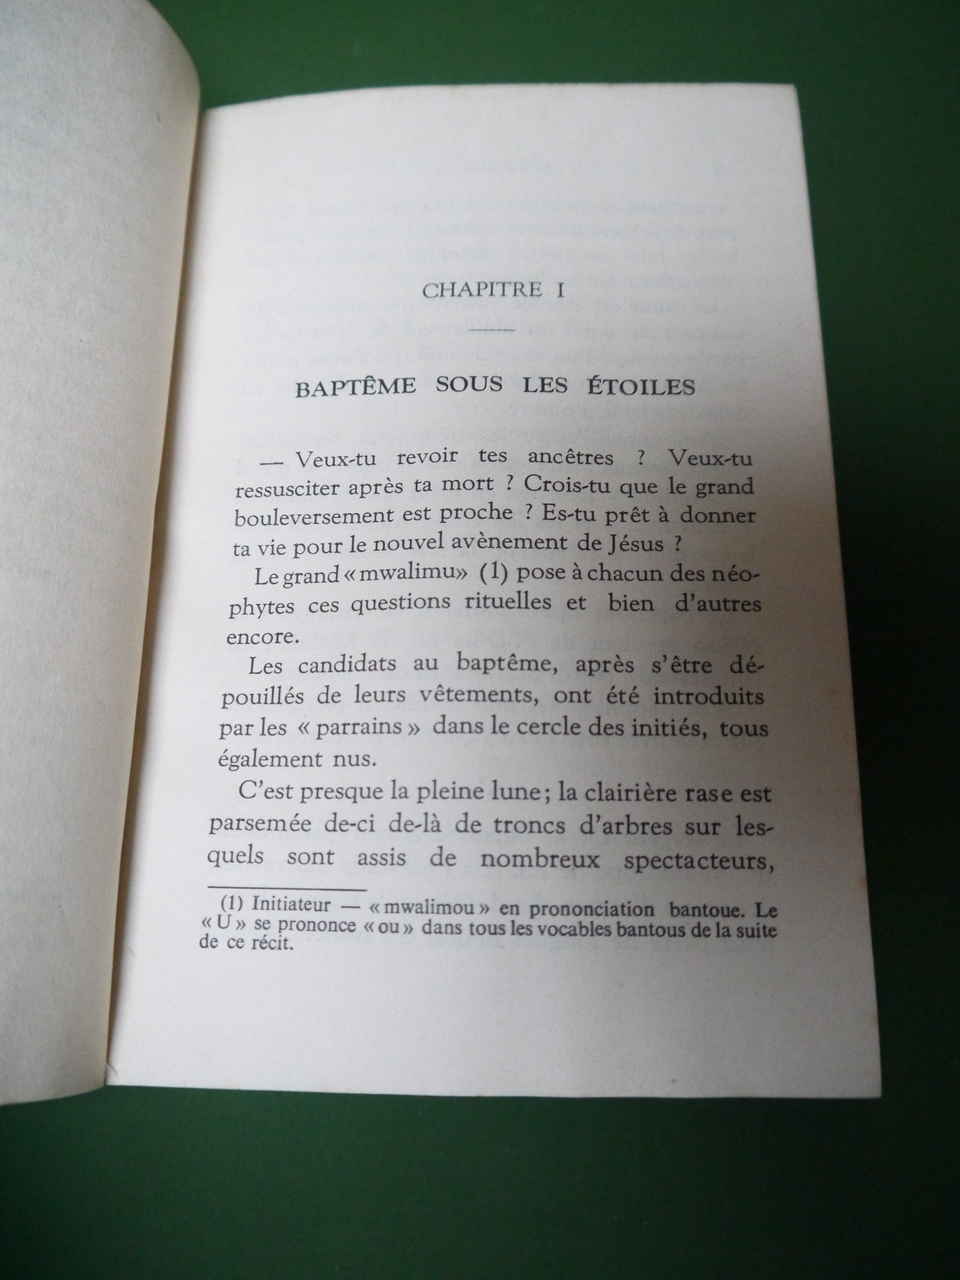 CHAPITRE I
BAPTÊME SOUS LES ÉTOILES
— Veux-tu revoir tes ancêtres ? Veux-tu
ressusciter après ta mort ? Crois-tu que le grand
bouleversement est proche ? Es-tu prêt à donner
ta vie pour le nouvel avènement de Jésus ?
Le grand « mwalimu» (1) pose à chacun des néo-
phytes ces questions rituelles et bien d'autres
encore.
Les candidats au baptême, après s'être dé-
pouillés de leurs vêtements, ont été introduits
par les « parrains » dans le cercle des initiés, tous
également nus.
C'est presque la pleine lune; la clairière rase est
parsemée de-ci de-là de troncs d'arbres sur les-
quels sont assis de nombreux spectacteurs,
(1) Initiateur — « mwalimou » en prononciation bantoue. Le
« U » se prononce « ou » dans tous les vocables bantous de la suite
de ce récit.